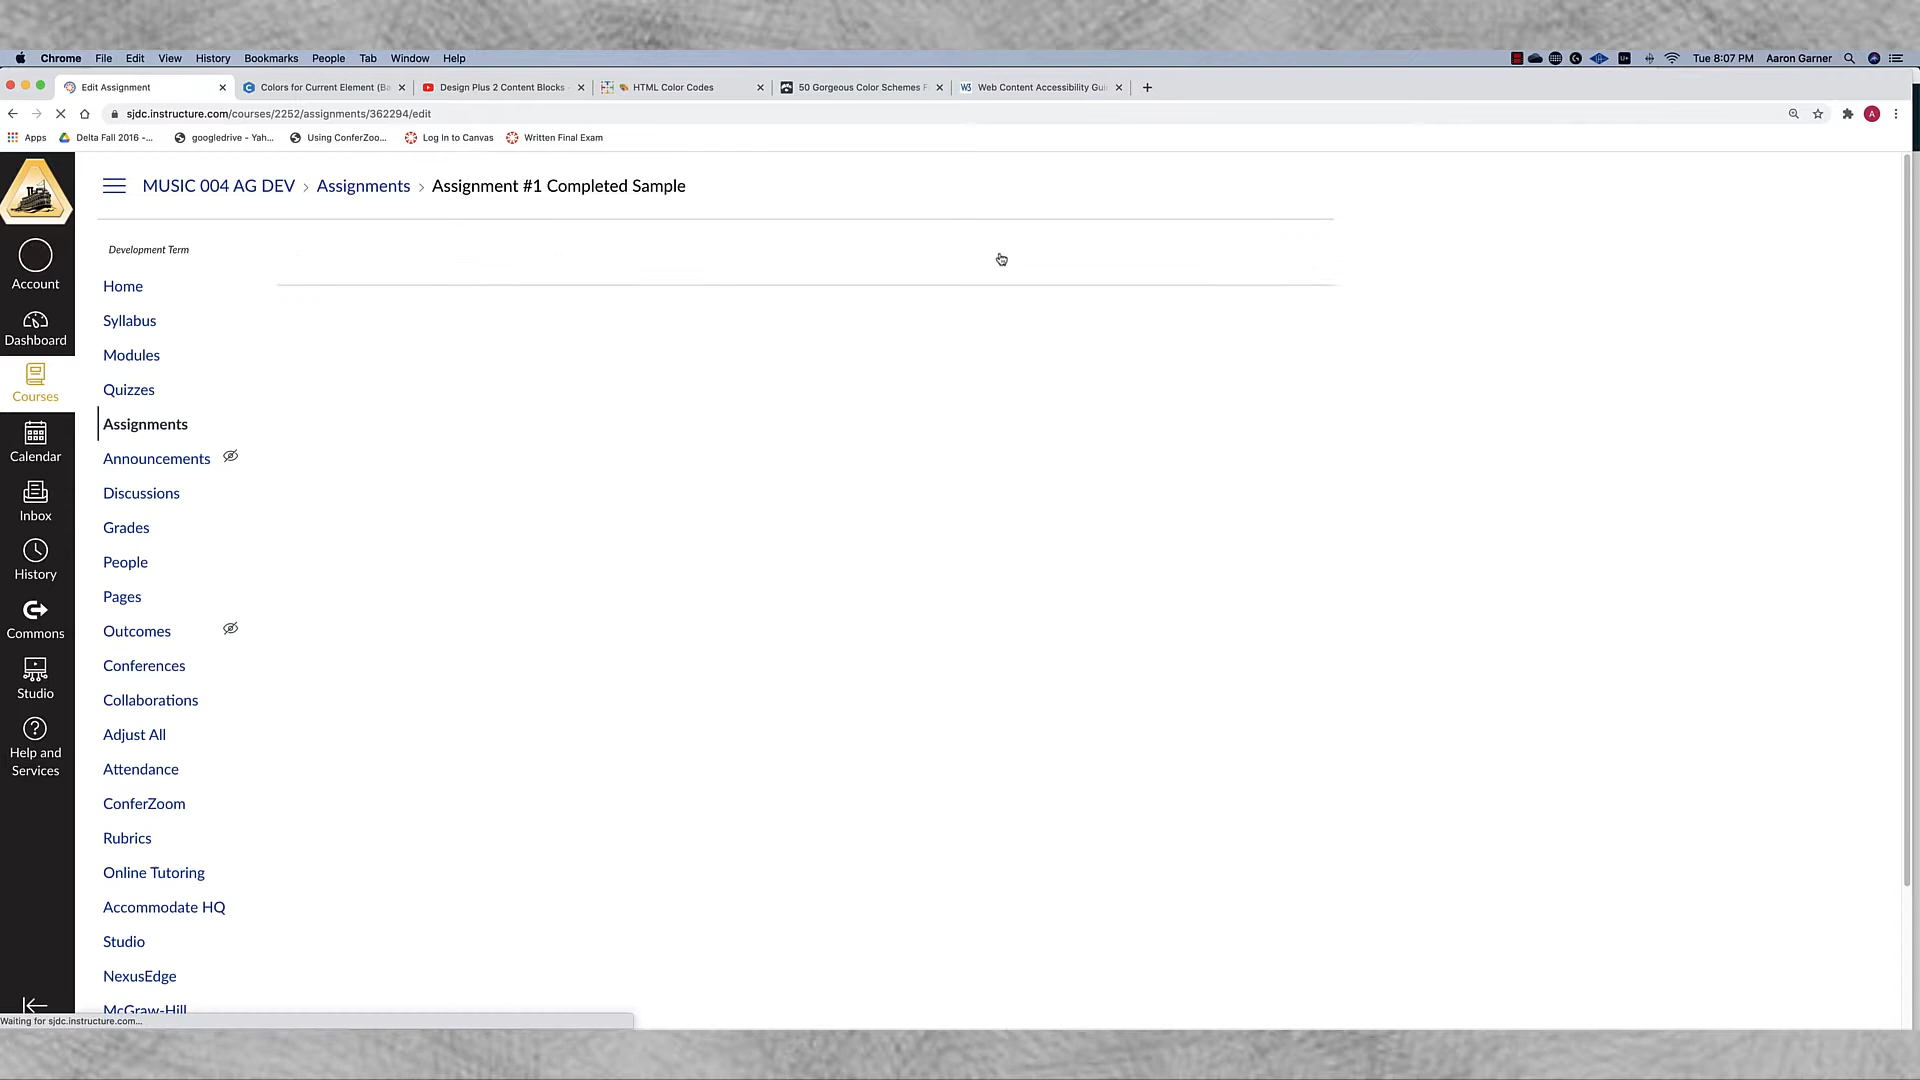 Chrome File Edit View History Bookmarks People Tab Window Help
Tue 8:07 PM Aaron Garner
Edit Assignment
Colors for Current Element (Ba
Design Plus 2 Content Blocks -
HTML Color Codes
50 Gorgeous Color Schemes F
W3 Web Content Accessibility Gui
sjdc.instructure.com/courses/2252/assignments/362294/edit
A
Apps
Delta Fall 2016 -...
googledrive - Yah...
Using ConferZoo...
Log In to Canvas
Written Final Exam
MUSIC 004 AG DEV › Assignments › Assignment #1 Completed Sample
Development Term
Account
Dashboard
Courses
Calendar
Inbox
History
Commons
Studio
Help and
Services
Home
Syllabus
Modules
Quizzes
Assignments
Announcements
Discussions
Grades
People
Pages
Outcomes
Conferences
Collaborations
Adjust All
Attendance
ConferZoom
Rubrics
Online Tutoring
Accommodate HQ
Studio
NexusEdge
McGraw-Hill
Waiting for sjdc.instructure.com...